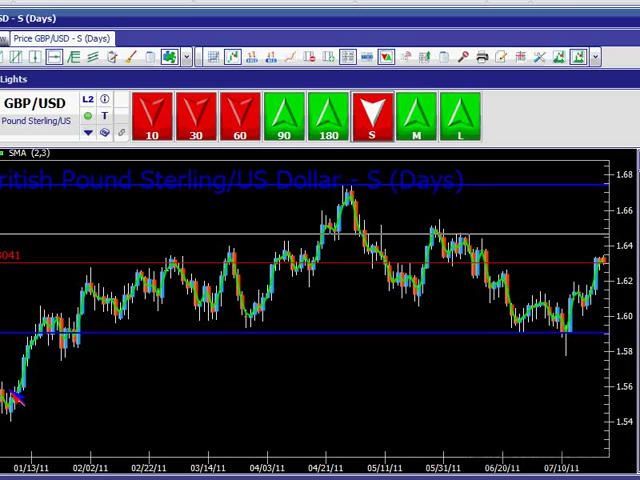 SD - S (Days)
Price GBP/USD - S (Days)
Lights
GBP/USD
L2
Pound Sterling/US
T
10
30
60
90
180
S
M
L
SMA (2,3)
ritish Pound Sterling/US Dollar - S (Days)
1.68
1.66
1.64
3041
1.62
1.60
1.58
1.56
1.54
01/13/11 02/02/11 02/22/11 03/14/11 04/03/11 04/21/11 05/11/11 05/31/11 06/20/11 07/10/11